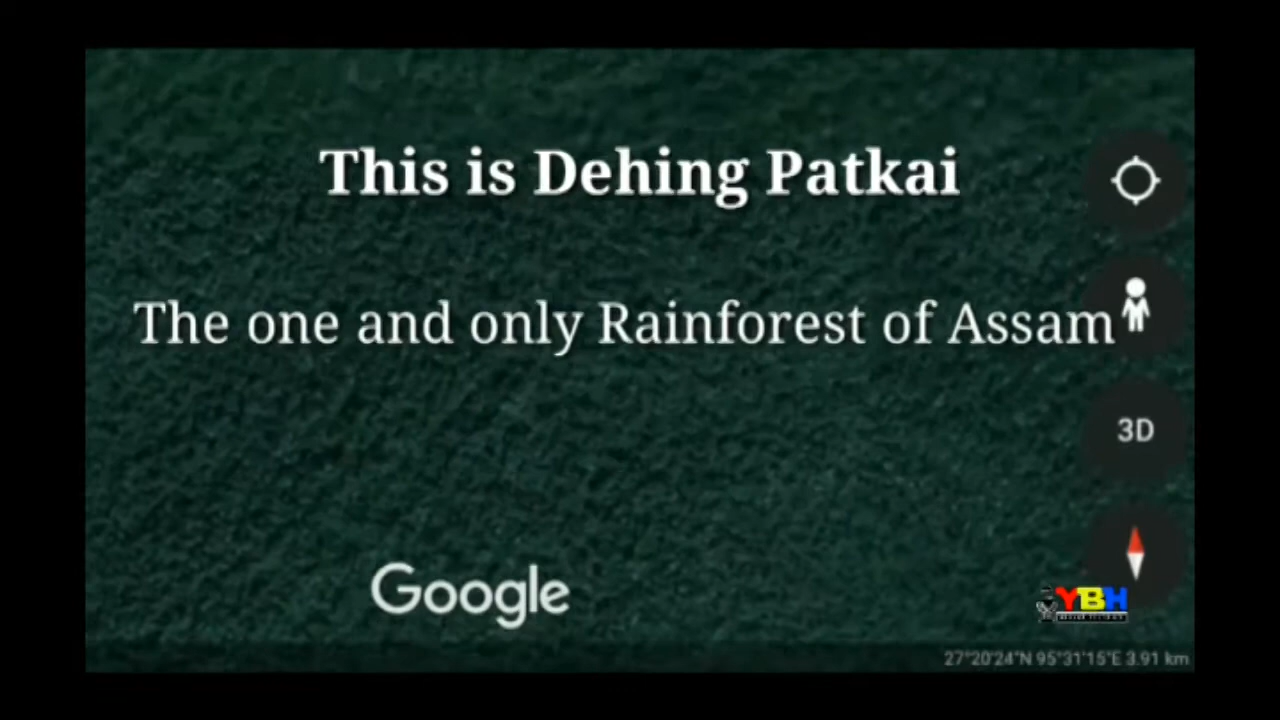 This is Dehing Patkai
The one and only Rainforest of Assam
3D
Google
YBH
27°20'24"N 95°31'15"E 3.91 km